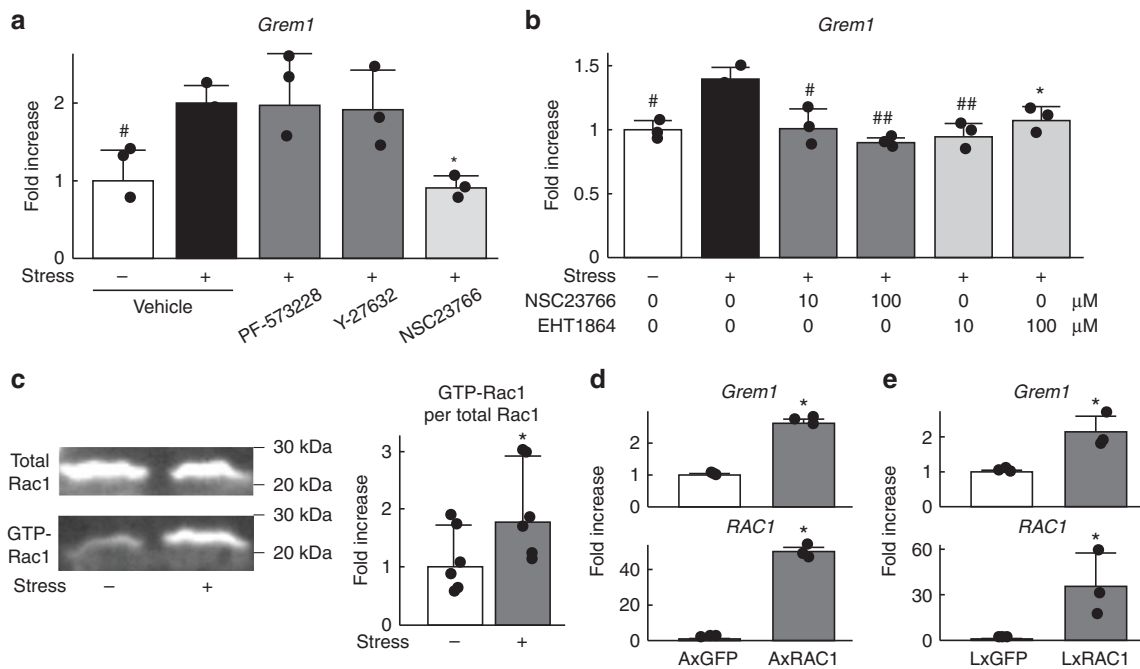 a
Grem1
Fold increase
2
1
0
#
*
Stress – + + + +
Vehicle
PF-573228
Y-27632
NSC23766
b
Grem1
Fold increase
1.5
1
0.5
0
# # ## ## *
Stress – + + + + +
NSC23766 0 0 10 100 0 0 μM
EHT1864 0 0 0 0 10 100 μM
c
Total Rac1
30 kDa
20 kDa
GTP-Rac1
30 kDa
20 kDa
Stress – +
GTP-Rac1
per total Rac1
Fold increase
3
2
1
0
*
Stress – +
d
Grem1
Fold increase
2
1
0
*
RAC1
40
20
0
*
AxGFP AxRAC1
e
Grem1
Fold increase
2
1
0
*
RAC1
60
30
0
*
LxGFP LxRAC1